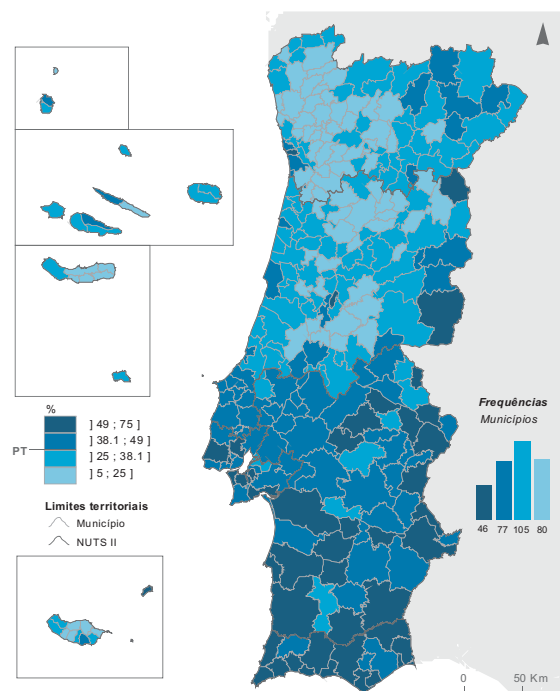 %
] 49 ; 75 ]
] 38.1 ; 49 ]
PT
] 25 ; 38.1 ]
] 5 ; 25 ]
Limites territoriais
Município
NUTS II
Frequências
Municípios
46 77 105 80
0 50 Km